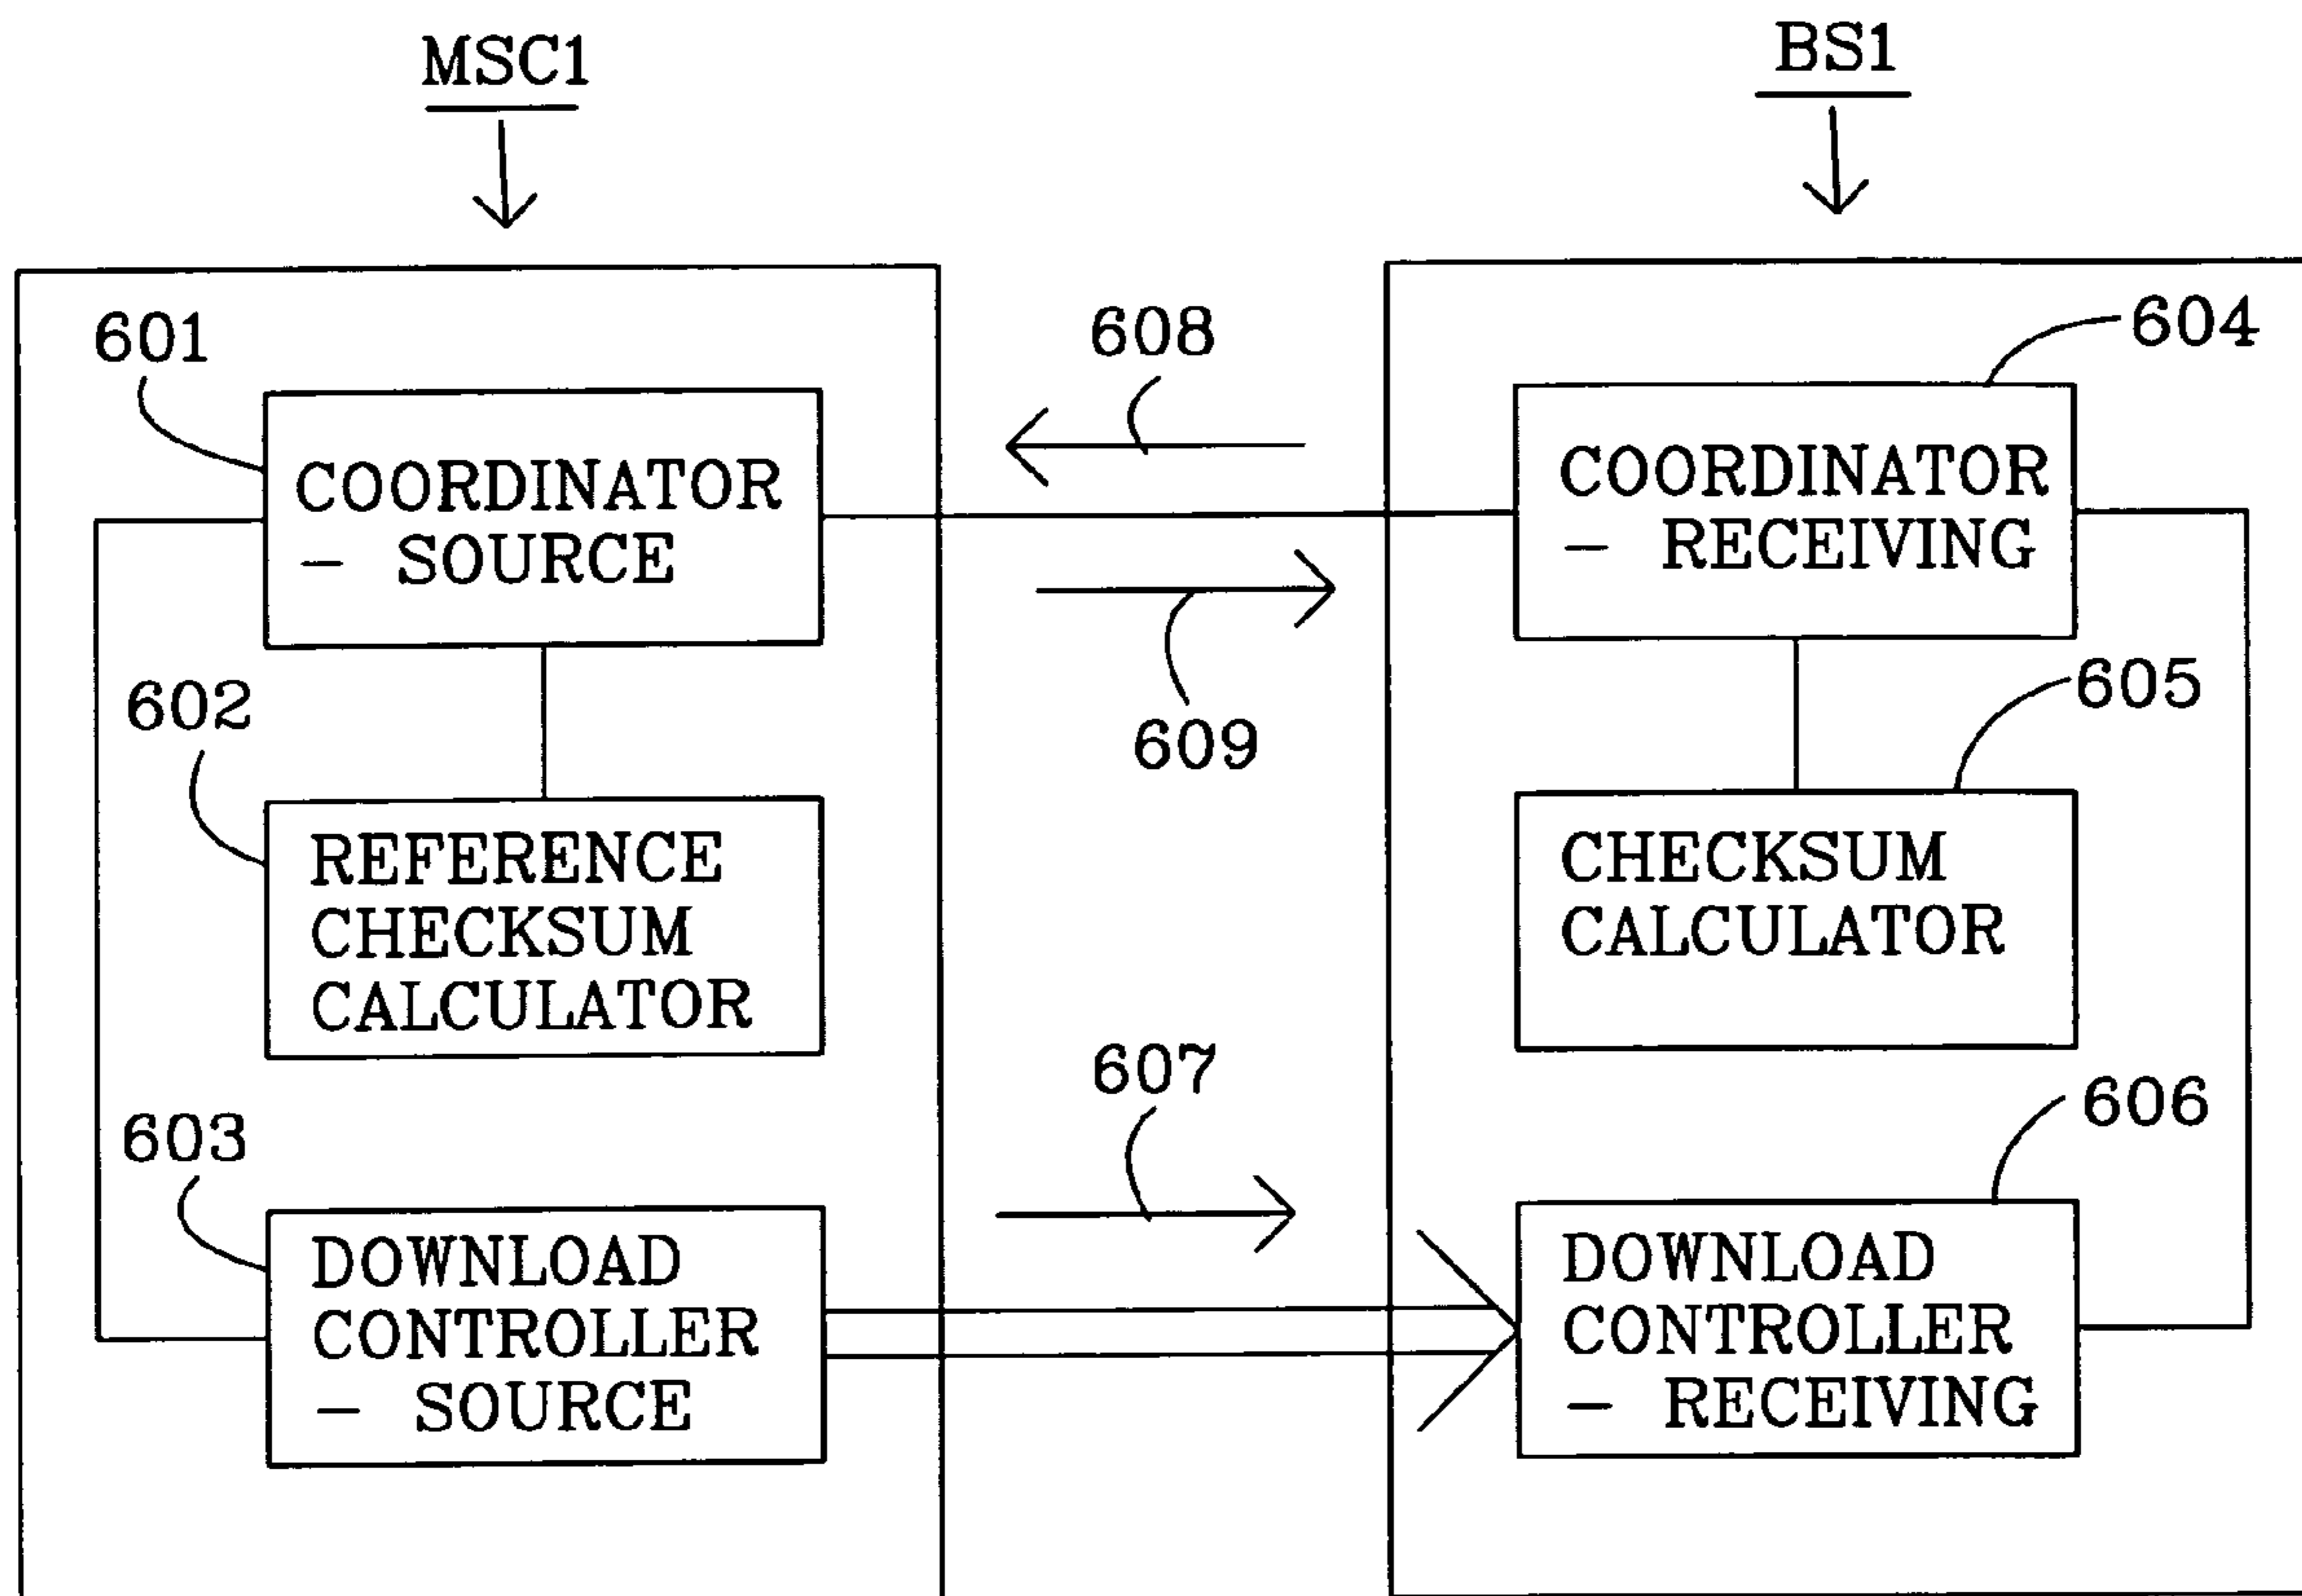 MSC1
BS1
601
608
604
COORDINATOR
– SOURCE
COORDINATOR
– RECEIVING
602
609
605
REFERENCE
CHECKSUM
CALCULATOR
CHECKSUM
CALCULATOR
603
607
606
DOWNLOAD
CONTROLLER
– SOURCE
DOWNLOAD
CONTROLLER
– RECEIVING